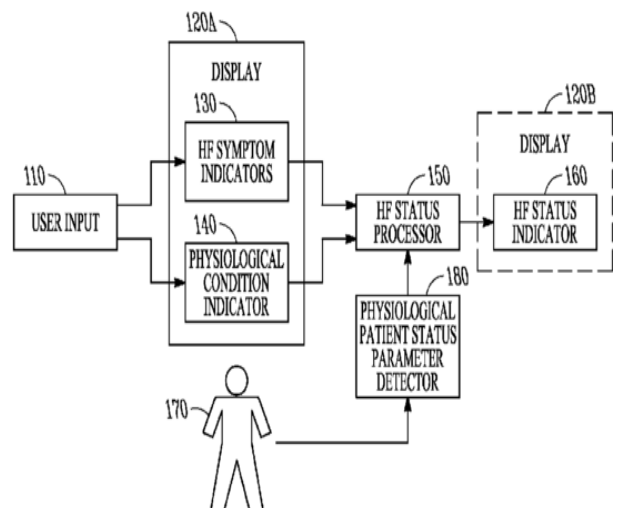 120A
DISPLAY
130
HF SYMPTOM
INDICATORS
110
USER INPUT
140
PHYSIOLOGICAL
CONDITION
INDICATOR
150
HF STATUS
PROCESSOR
120B
DISPLAY
160
HF STATUS
INDICATOR
180
PHYSIOLOGICAL
PATIENT STATUS
PARAMETER
DETECTOR
170